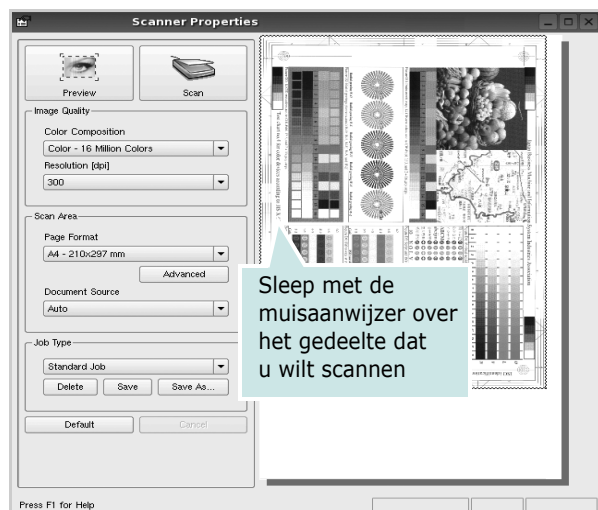 Scanner Properties
Preview
Scan
Image Quality
Color Composition
Color - 16 Million Colors
Resolution [dpi]
300
Scan Area
Page Format
A4 - 210x297 mm
Advanced
Document Source
Auto
Job Type
Standard Job
Delete
Save
Save As...
Default
Cancel
Press F1 for Help
Sleep met de
muisaanwijzer over
het gedeelte dat
u wilt scannen